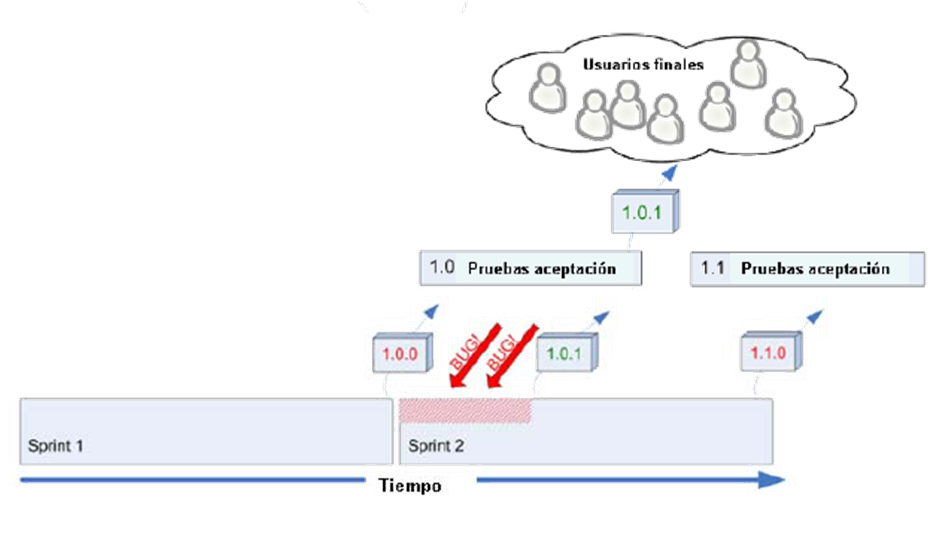 Usuarios finales
1.0.1
1.0 Pruebas aceptación
1.1 Pruebas aceptación
1.0.0
BUG!
BUG!
1.0.1
1.1.0
Sprint 1
Sprint 2
Tiempo